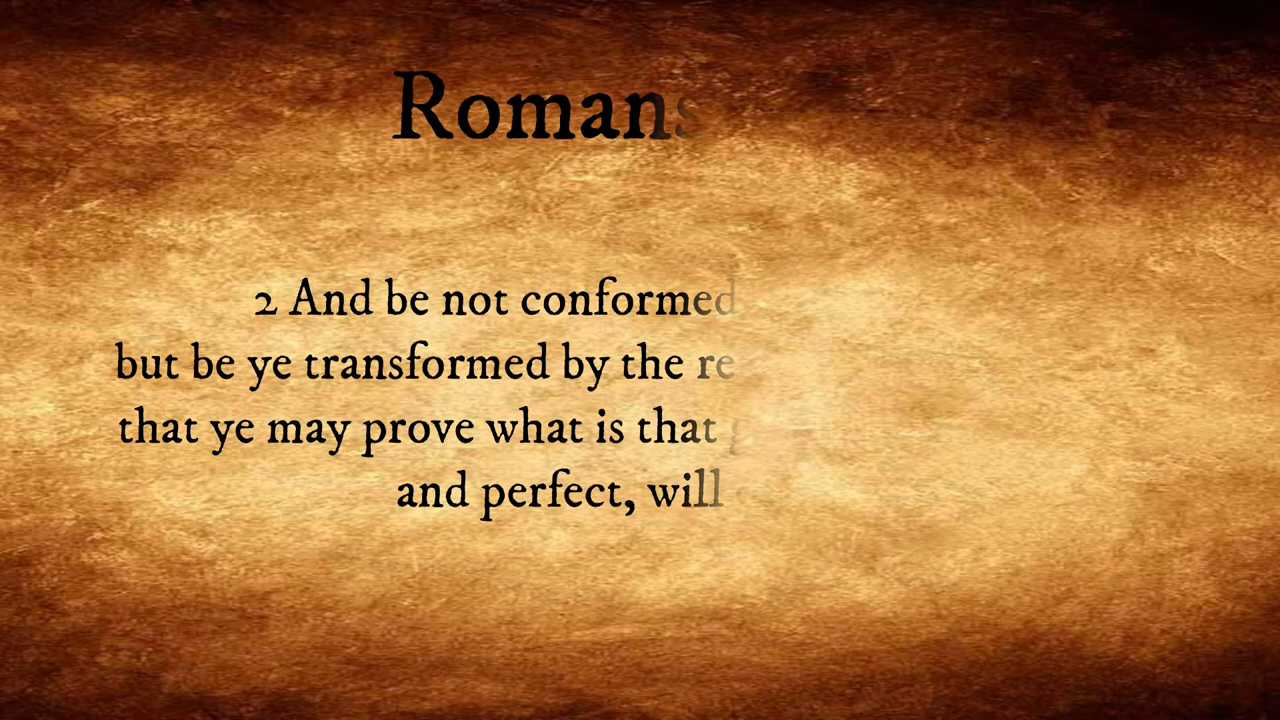 Romans
2 And be not conformed
but be ye transformed by the re
that ye may prove what is that
and perfect, will